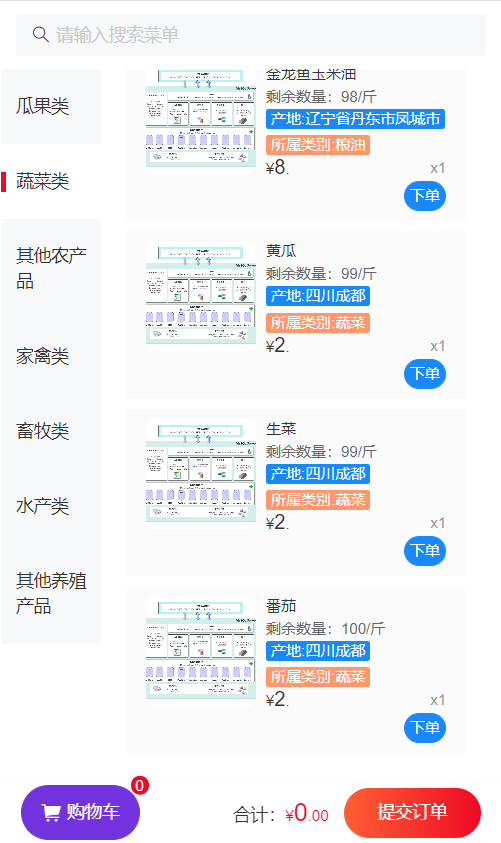 请输入搜索菜单
瓜果类
蔬菜类
其他农产
品
家禽类
畜牧类
水产类
其他养殖
产品
金龙鱼玉米油
剩余数量：98/斤
产地:辽宁省丹东市凤城市
所属类别:粮油
¥8.
x1
下单
黄瓜
剩余数量：99/斤
产地:四川成都
所属类别:蔬菜
¥2.
x1
下单
生菜
剩余数量：99/斤
产地:四川成都
所属类别:蔬菜
¥2.
x1
下单
番茄
剩余数量：100/斤
产地:四川成都
所属类别:蔬菜
¥2.
x1
下单
购物车
0
合计：¥0.00
提交订单